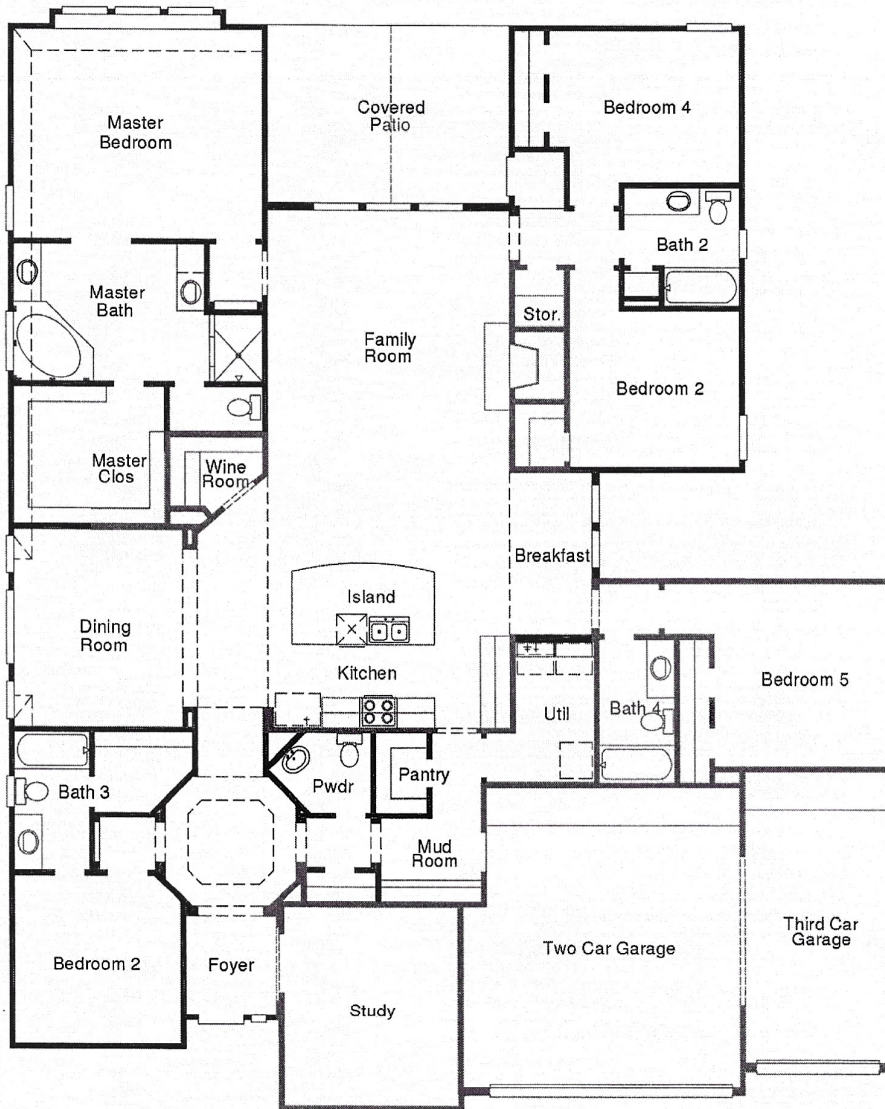 Master
Bedroom
Covered
Patio
Bedroom 4
Bath 2
Master
Bath
Stor.
Family
Room
Bedroom 2
Master
Clos
Wine
Room
Breakfast
Island
Dining
Room
Kitchen
Bedroom 5
Util
Bath 4
Pwdr
Pantry
Bath 3
Mud
Room
Third Car
Garage
Two Car Garage
Bedroom 2
Foyer
Study